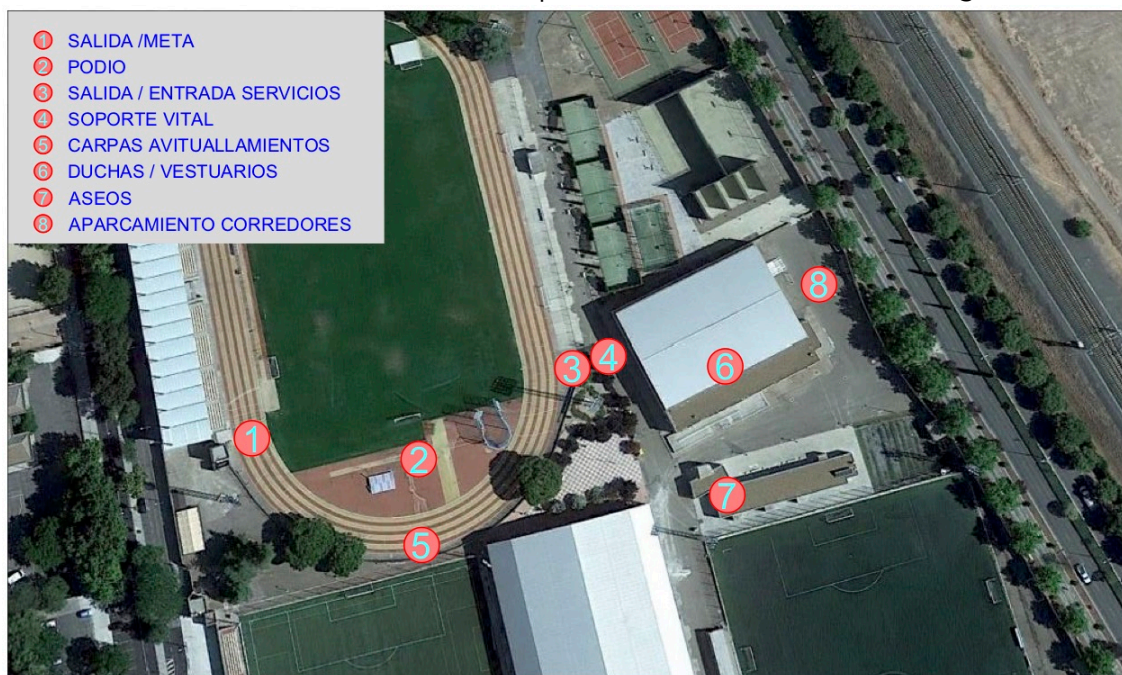 1 SALIDA /META
2 PODIO
3 SALIDA / ENTRADA SERVICIOS
4 SOPORTE VITAL
5 CARPAS AVITUALLAMIENTOS
6 DUCHAS / VESTUARIOS
7 ASEOS
8 APARCAMIENTO CORREDORES
8
4
3
6
1
2
7
5